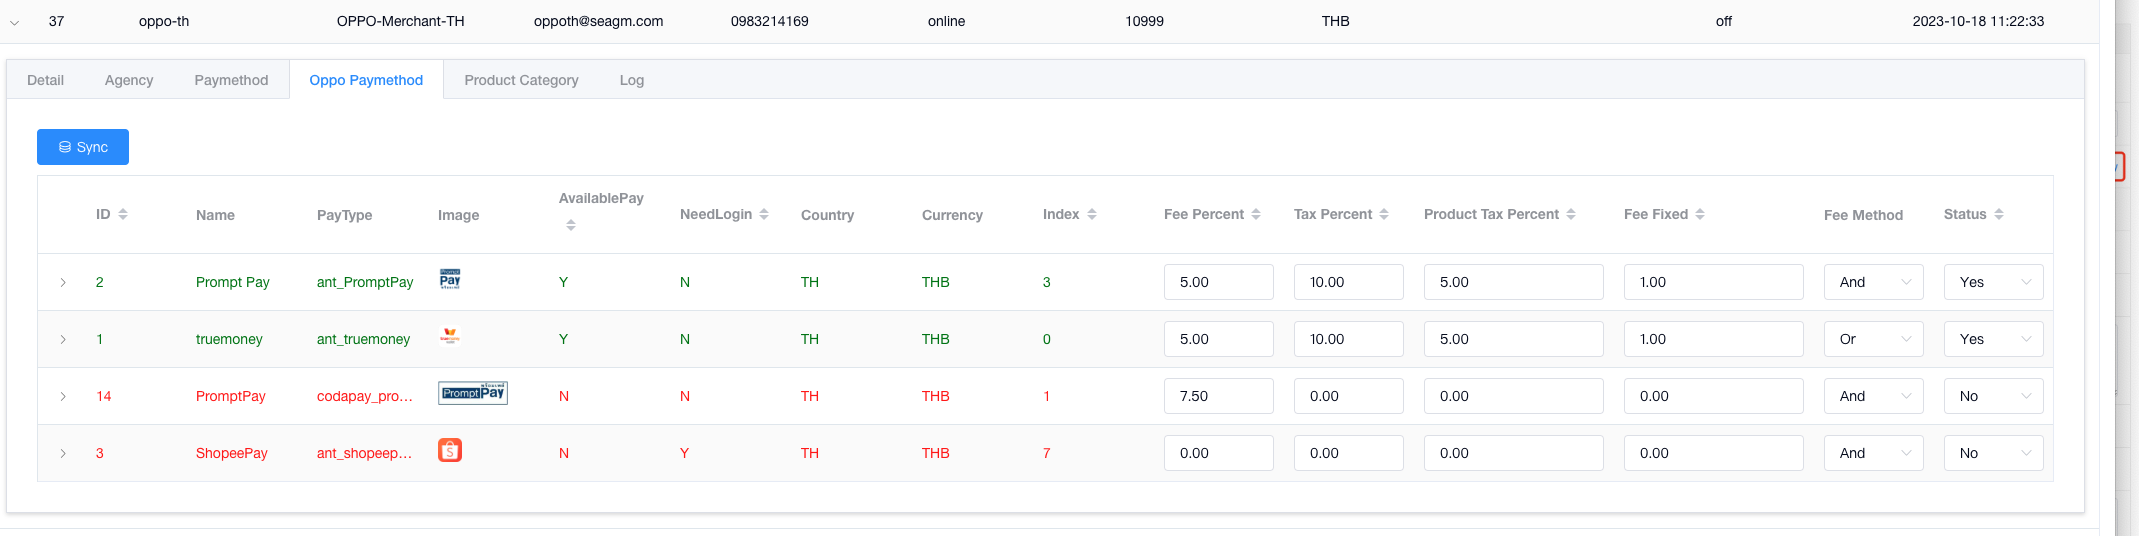 37 oppo-th OPPO-Merchant-TH oppoth@seagm.com 0983214169 online 10999 THB off 2023-10-18 11:22:33
Detail Agency Paymethod Oppo Paymethod Product Category Log
Sync
ID Name PayType Image AvailablePay NeedLogin Country Currency Index Fee Percent Tax Percent Product Tax Percent Fee Fixed Fee Method Status
2 Prompt Pay ant_PromptPay Prompt Pay Y N TH THB 3 5.00 10.00 5.00 1.00 And Yes
1 truemoney ant_truemoney Y N TH THB 0 5.00 10.00 5.00 1.00 Or Yes
14 PromptPay codapay_pro... PromptPay N N TH THB 1 7.50 0.00 0.00 0.00 And No
3 ShopeePay ant_shopeep... S N Y TH THB 7 0.00 0.00 0.00 0.00 And No